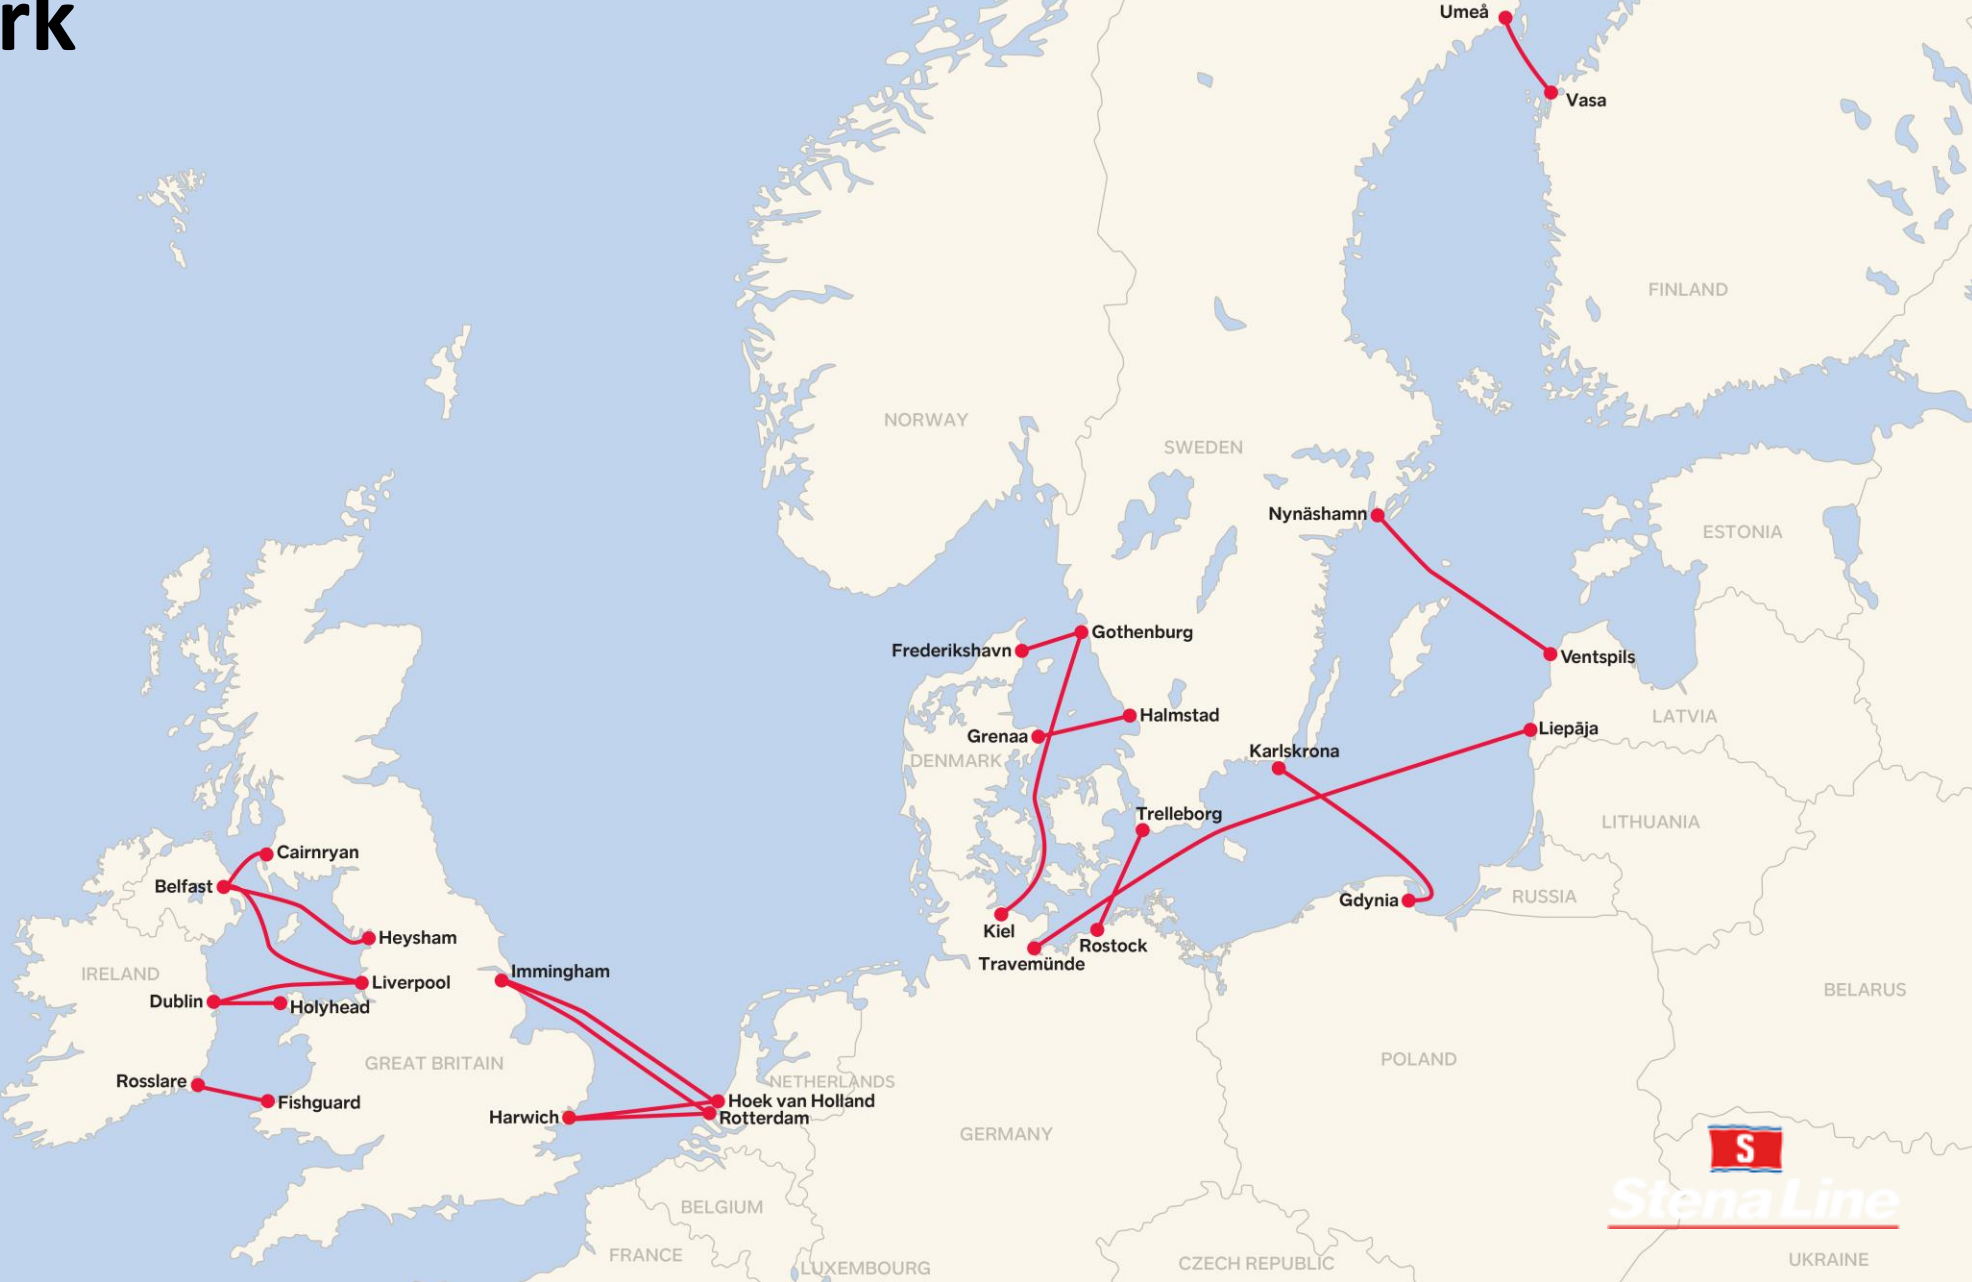 rk
Umeå
Vasa
FINLAND
NORWAY
SWEDEN
Nynäshamn
ESTONIA
Gothenburg
Frederikshavn
Ventspils
Halmstad
LATVIA
Grenaa
Liepāja
Karlskrona
DENMARK
Trelleborg
LITHUANIA
Cairnryan
Belfast
RUSSIA
Gdynia
Kiel
Heysham
Rostock
Travemünde
IRELAND
Immingham
Liverpool
BELARUS
Dublin
Holyhead
GREAT BRITAIN
POLAND
Rosslare
NETHERLANDS
Fishguard
Hoek van Holland
Harwich
Rotterdam
GERMANY
S
Stena Line
BELGIUM
FRANCE
LUXEMBOURG
CZECH REPUBLIC
UKRAINE